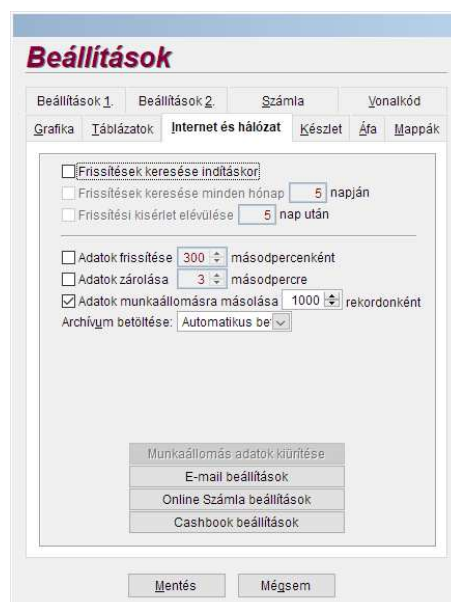 Beállítások
Beállítások 1. Beállítások 2. Számla Vonalkód
Grafika Táblázatok Internet és hálózat Készlet Áfa Mappák
Frissítések keresése indításkor
Frissítések keresése minden hónap 5 napján
Frissítési kisérlet elévülése 5 nap után
Adatok frissítése 300 másodpercenként
Adatok zárolása 3 másodpercre
Adatok munkaállomásra másolása 1000 rekordonként
Archívum betöltése: Automatikus be
Munkaállomás adatok kiürítése
E-mail beállítások
Online Számla beállítások
Cashbook beállítások
Mentés Mégsem